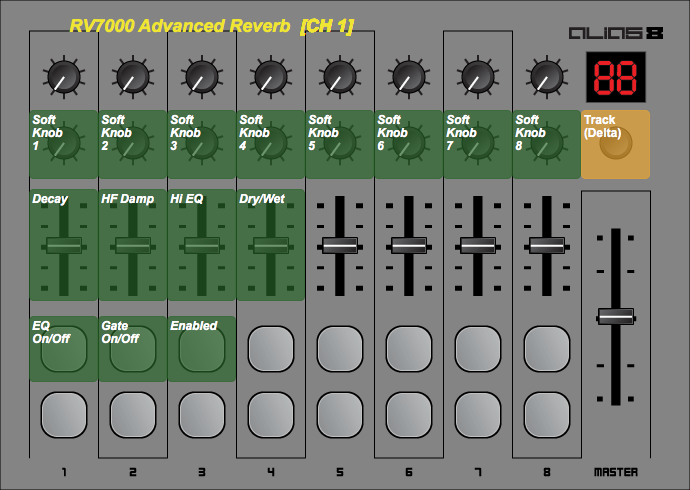 RV7000 Advanced Reverb [CH 1]
ALIAS 8
88
Soft
Knob
1
Soft
Knob
2
Soft
Knob
3
Soft
Knob
4
Soft
Knob
5
Soft
Knob
6
Soft
Knob
7
Soft
Knob
8
Track
(Delta)
Decay
HF Damp
HI EQ
Dry/Wet
EQ
On/Off
Gate
On/Off
Enabled
1 2 3 4 5 6 7 8 MASTER